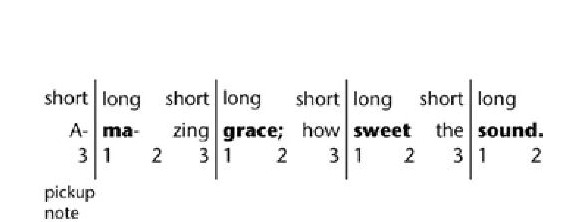 short long short long short long short long
A- ma- zing grace; how sweet the sound.
3 1 2 3 1 2 3 1 2 3 1 2
pickup
note